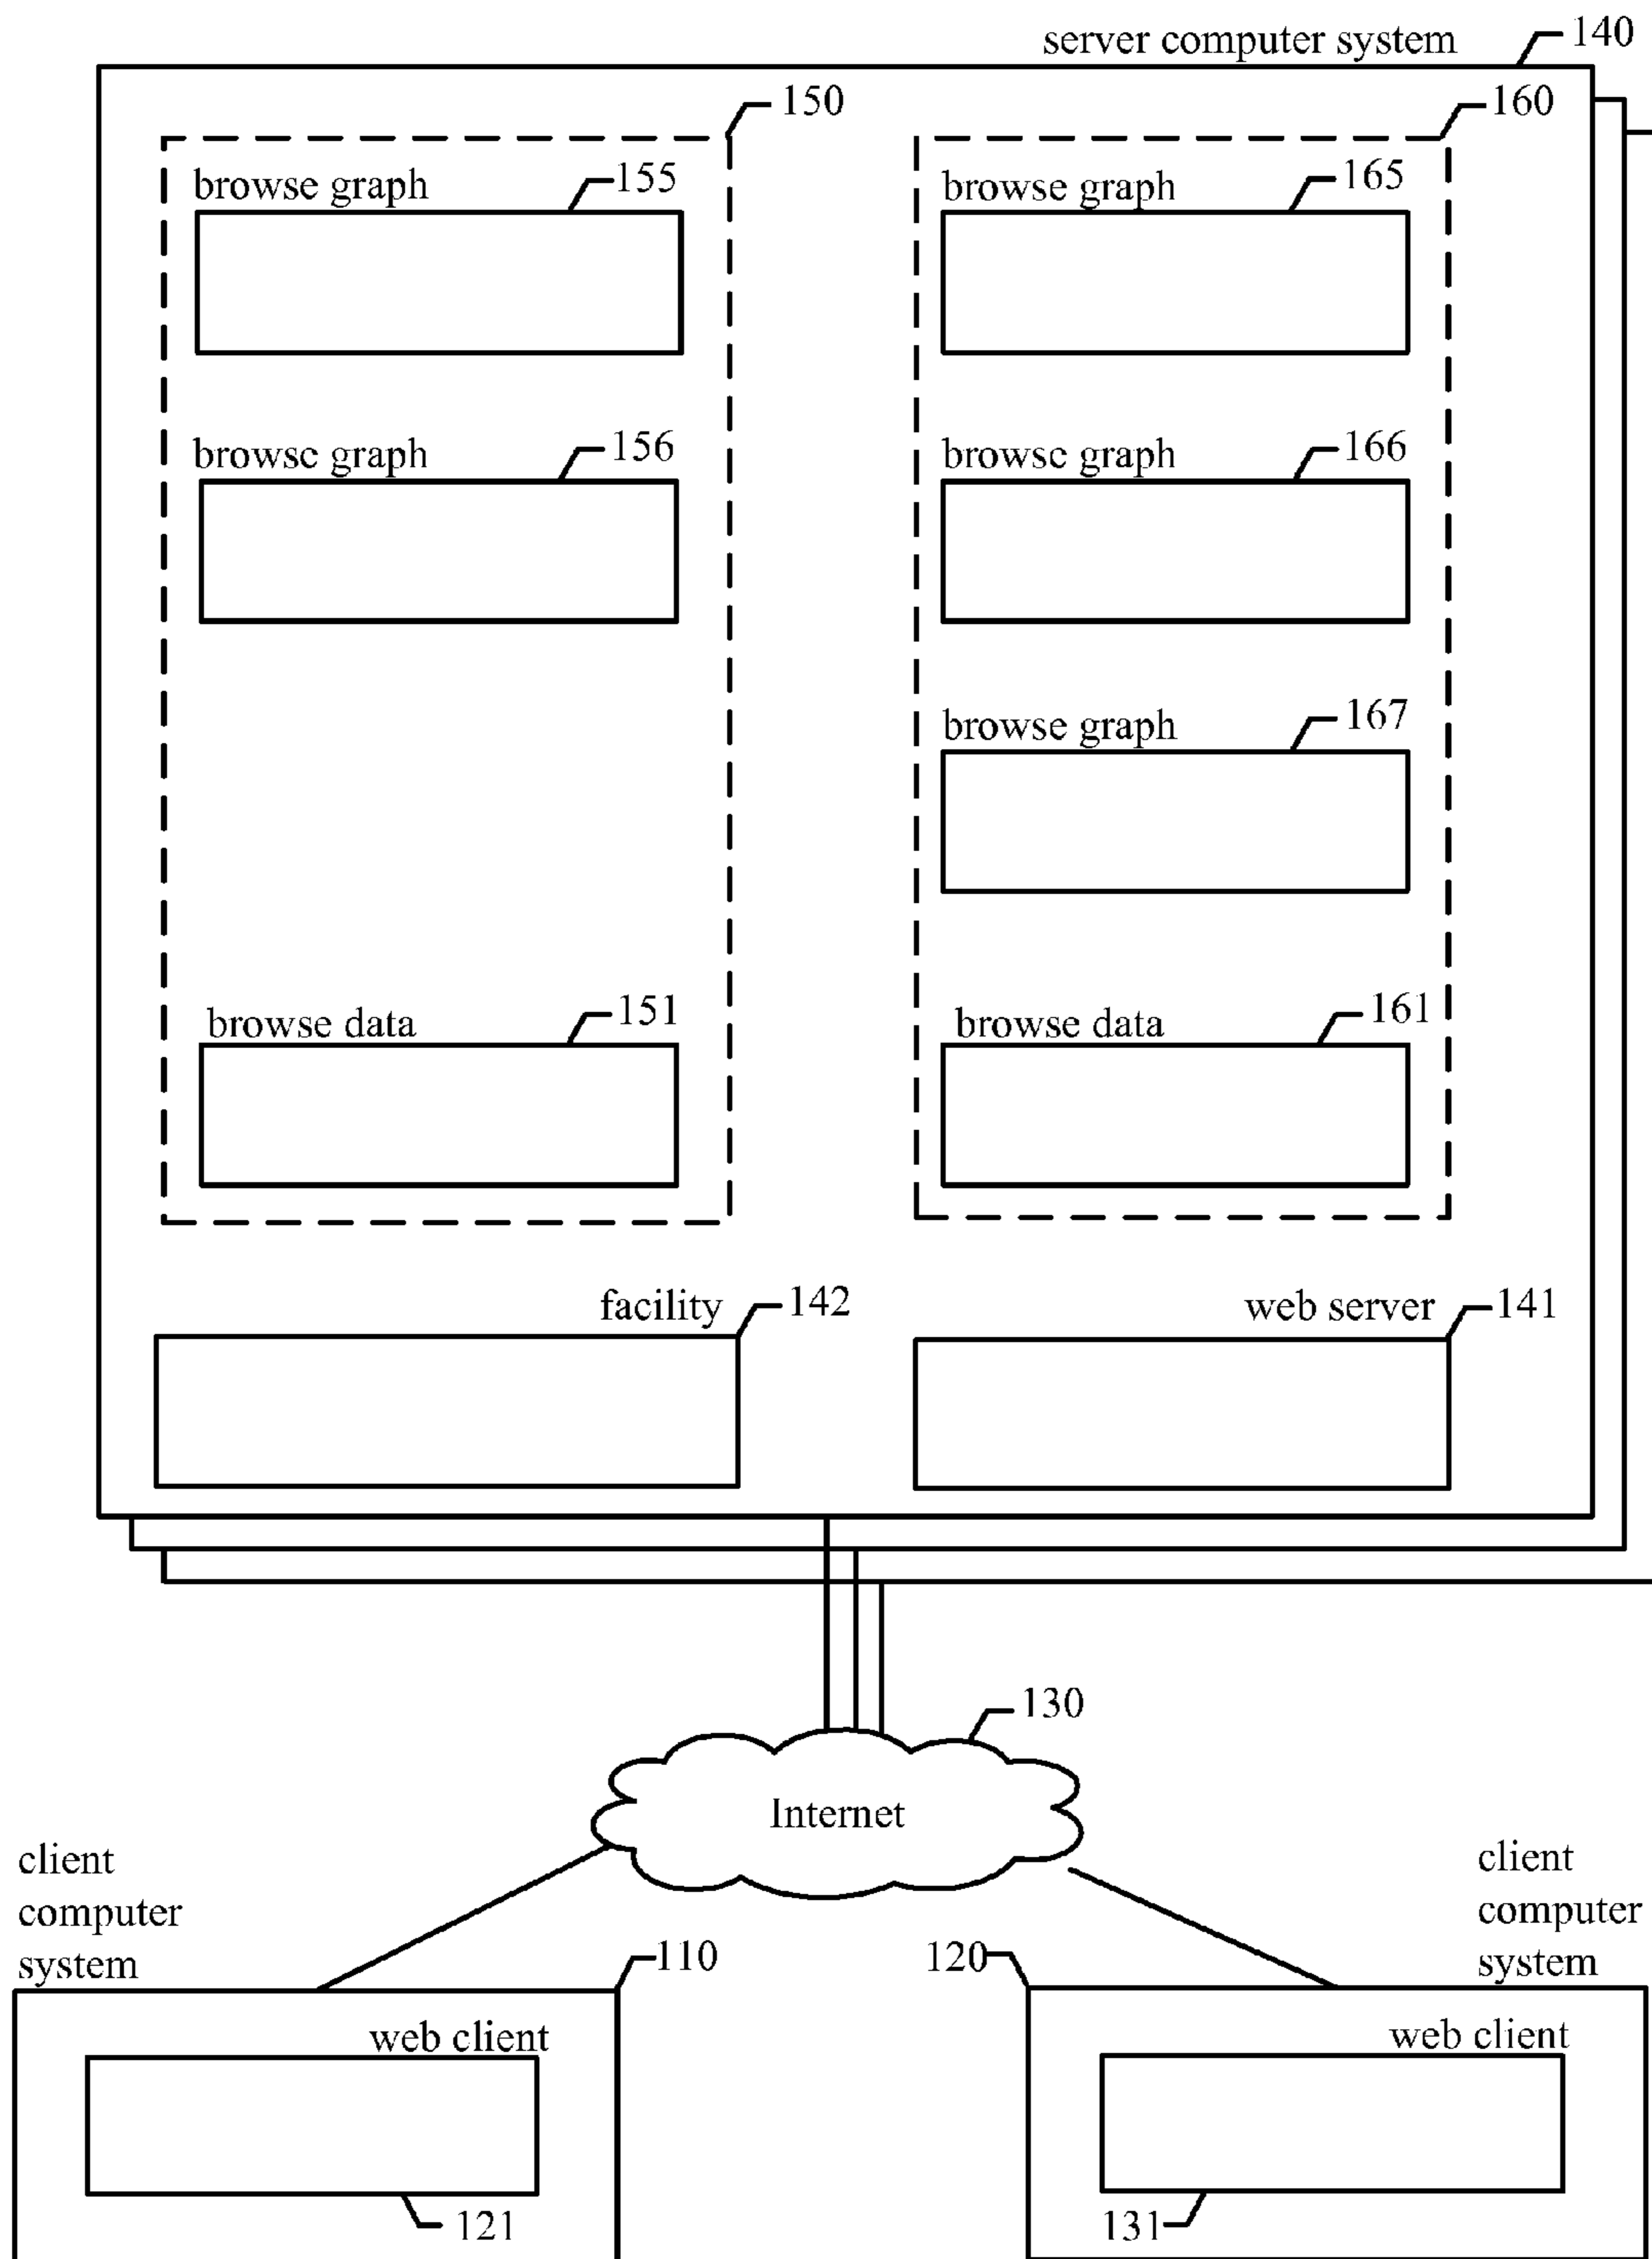 server computer system 140
150 160
browse graph 155 browse graph 165
browse graph 156 browse graph 166
browse graph 167
browse data 151 browse data 161
facility 142 web server 141
130
Internet
client
computer
system
client
computer
system
110 120
web client web client
121 131